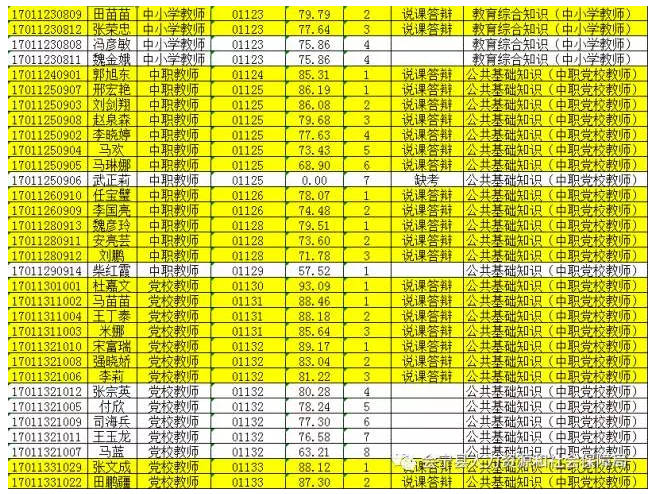 17011230809 田苗苗 中小学教师 01123 79.79 2 说课答辩 教育综合知识（中小学教师）
17011230812 张荣忠 中小学教师 01123 77.64 3 说课答辩 教育综合知识（中小学教师）
17011230808 冯彦敏 中小学教师 01123 75.86 4 教育综合知识（中小学教师）
17011230811 魏金娥 中小学教师 01123 75.86 4 教育综合知识（中小学教师）
17011240901 郭旭东 中职教师 01124 85.31 1 说课答辩 公共基础知识（中职党校教师）
17011250907 邢宏艳 中职教师 01125 86.19 1 说课答辩 公共基础知识（中职党校教师）
17011250903 刘剑翔 中职教师 01125 86.08 2 说课答辩 公共基础知识（中职党校教师）
17011250908 赵泉森 中职教师 01125 79.68 3 说课答辩 公共基础知识（中职党校教师）
17011250902 李晓婷 中职教师 01125 77.63 4 说课答辩 公共基础知识（中职党校教师）
17011250904 马欢 中职教师 01125 73.43 5 说课答辩 公共基础知识（中职党校教师）
17011250905 马琳娜 中职教师 01125 68.90 6 说课答辩 公共基础知识（中职党校教师）
17011250906 武正莉 中职教师 01125 0.00 7 缺考 公共基础知识（中职党校教师）
17011260910 任宝璧 中职教师 01126 78.07 1 说课答辩 公共基础知识（中职党校教师）
17011260909 李国亮 中职教师 01126 74.48 2 说课答辩 公共基础知识（中职党校教师）
17011280913 魏彦玲 中职教师 01128 79.51 1 说课答辩 公共基础知识（中职党校教师）
17011280911 安亮芸 中职教师 01128 73.60 2 说课答辩 公共基础知识（中职党校教师）
17011280912 刘鹏 中职教师 01128 71.78 3 说课答辩 公共基础知识（中职党校教师）
17011290914 柴红霞 中职教师 01129 57.52 1 公共基础知识（中职党校教师）
17011301001 杜嘉文 党校教师 01130 93.09 1 说课答辩 公共基础知识（中职党校教师）
17011311002 马苗苗 党校教师 01131 88.46 1 说课答辩 公共基础知识（中职党校教师）
17011311004 王丁泰 党校教师 01131 88.18 2 说课答辩 公共基础知识（中职党校教师）
17011311003 米娜 党校教师 01131 85.64 3 说课答辩 公共基础知识（中职党校教师）
17011321010 宋富瑞 党校教师 01132 89.17 1 说课答辩 公共基础知识（中职党校教师）
17011321008 强晓娇 党校教师 01132 83.04 2 说课答辩 公共基础知识（中职党校教师）
17011321006 李莉 党校教师 01132 81.22 3 说课答辩 公共基础知识（中职党校教师）
17011321012 张宗英 党校教师 01132 80.28 4 公共基础知识（中职党校教师）
17011321005 付欣 党校教师 01132 78.24 5 公共基础知识（中职党校教师）
17011321009 司海兵 党校教师 01132 77.30 6 公共基础知识（中职党校教师）
17011321011 王玉龙 党校教师 01132 76.58 7 公共基础知识（中职党校教师）
17011321007 马蓝 党校教师 01132 63.21 8 公共基础知识（中职党校教师）
17011331029 张文成 党校教师 01133 88.12 1 说课答辩
17011331022 田鹏疆 党校教师 01133 87.30 2 说课答辩 公共基础知识（中职党校教师）